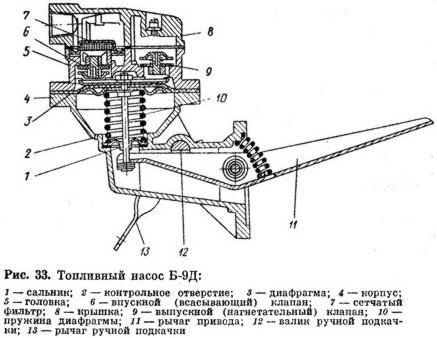 7
6
5
4
3
2
1
8
9
10
11
12
13
Рис. 33. Топливный насос Б-9Д:
1 — сальник; 2 — контрольное отверстие; 3 — диафрагма; 4 — корпус;
5 — головка; 6 — впускной (всасывающий) клапан; 7 — сетчатый
фильтр; 8 — крышка; 9 — выпускной (нагнетательный) клапан; 10 —
пружина диафрагмы; 11 — рычаг привода; 12 — валик ручной подкач-
ки; 13 — рычаг ручной подкачки